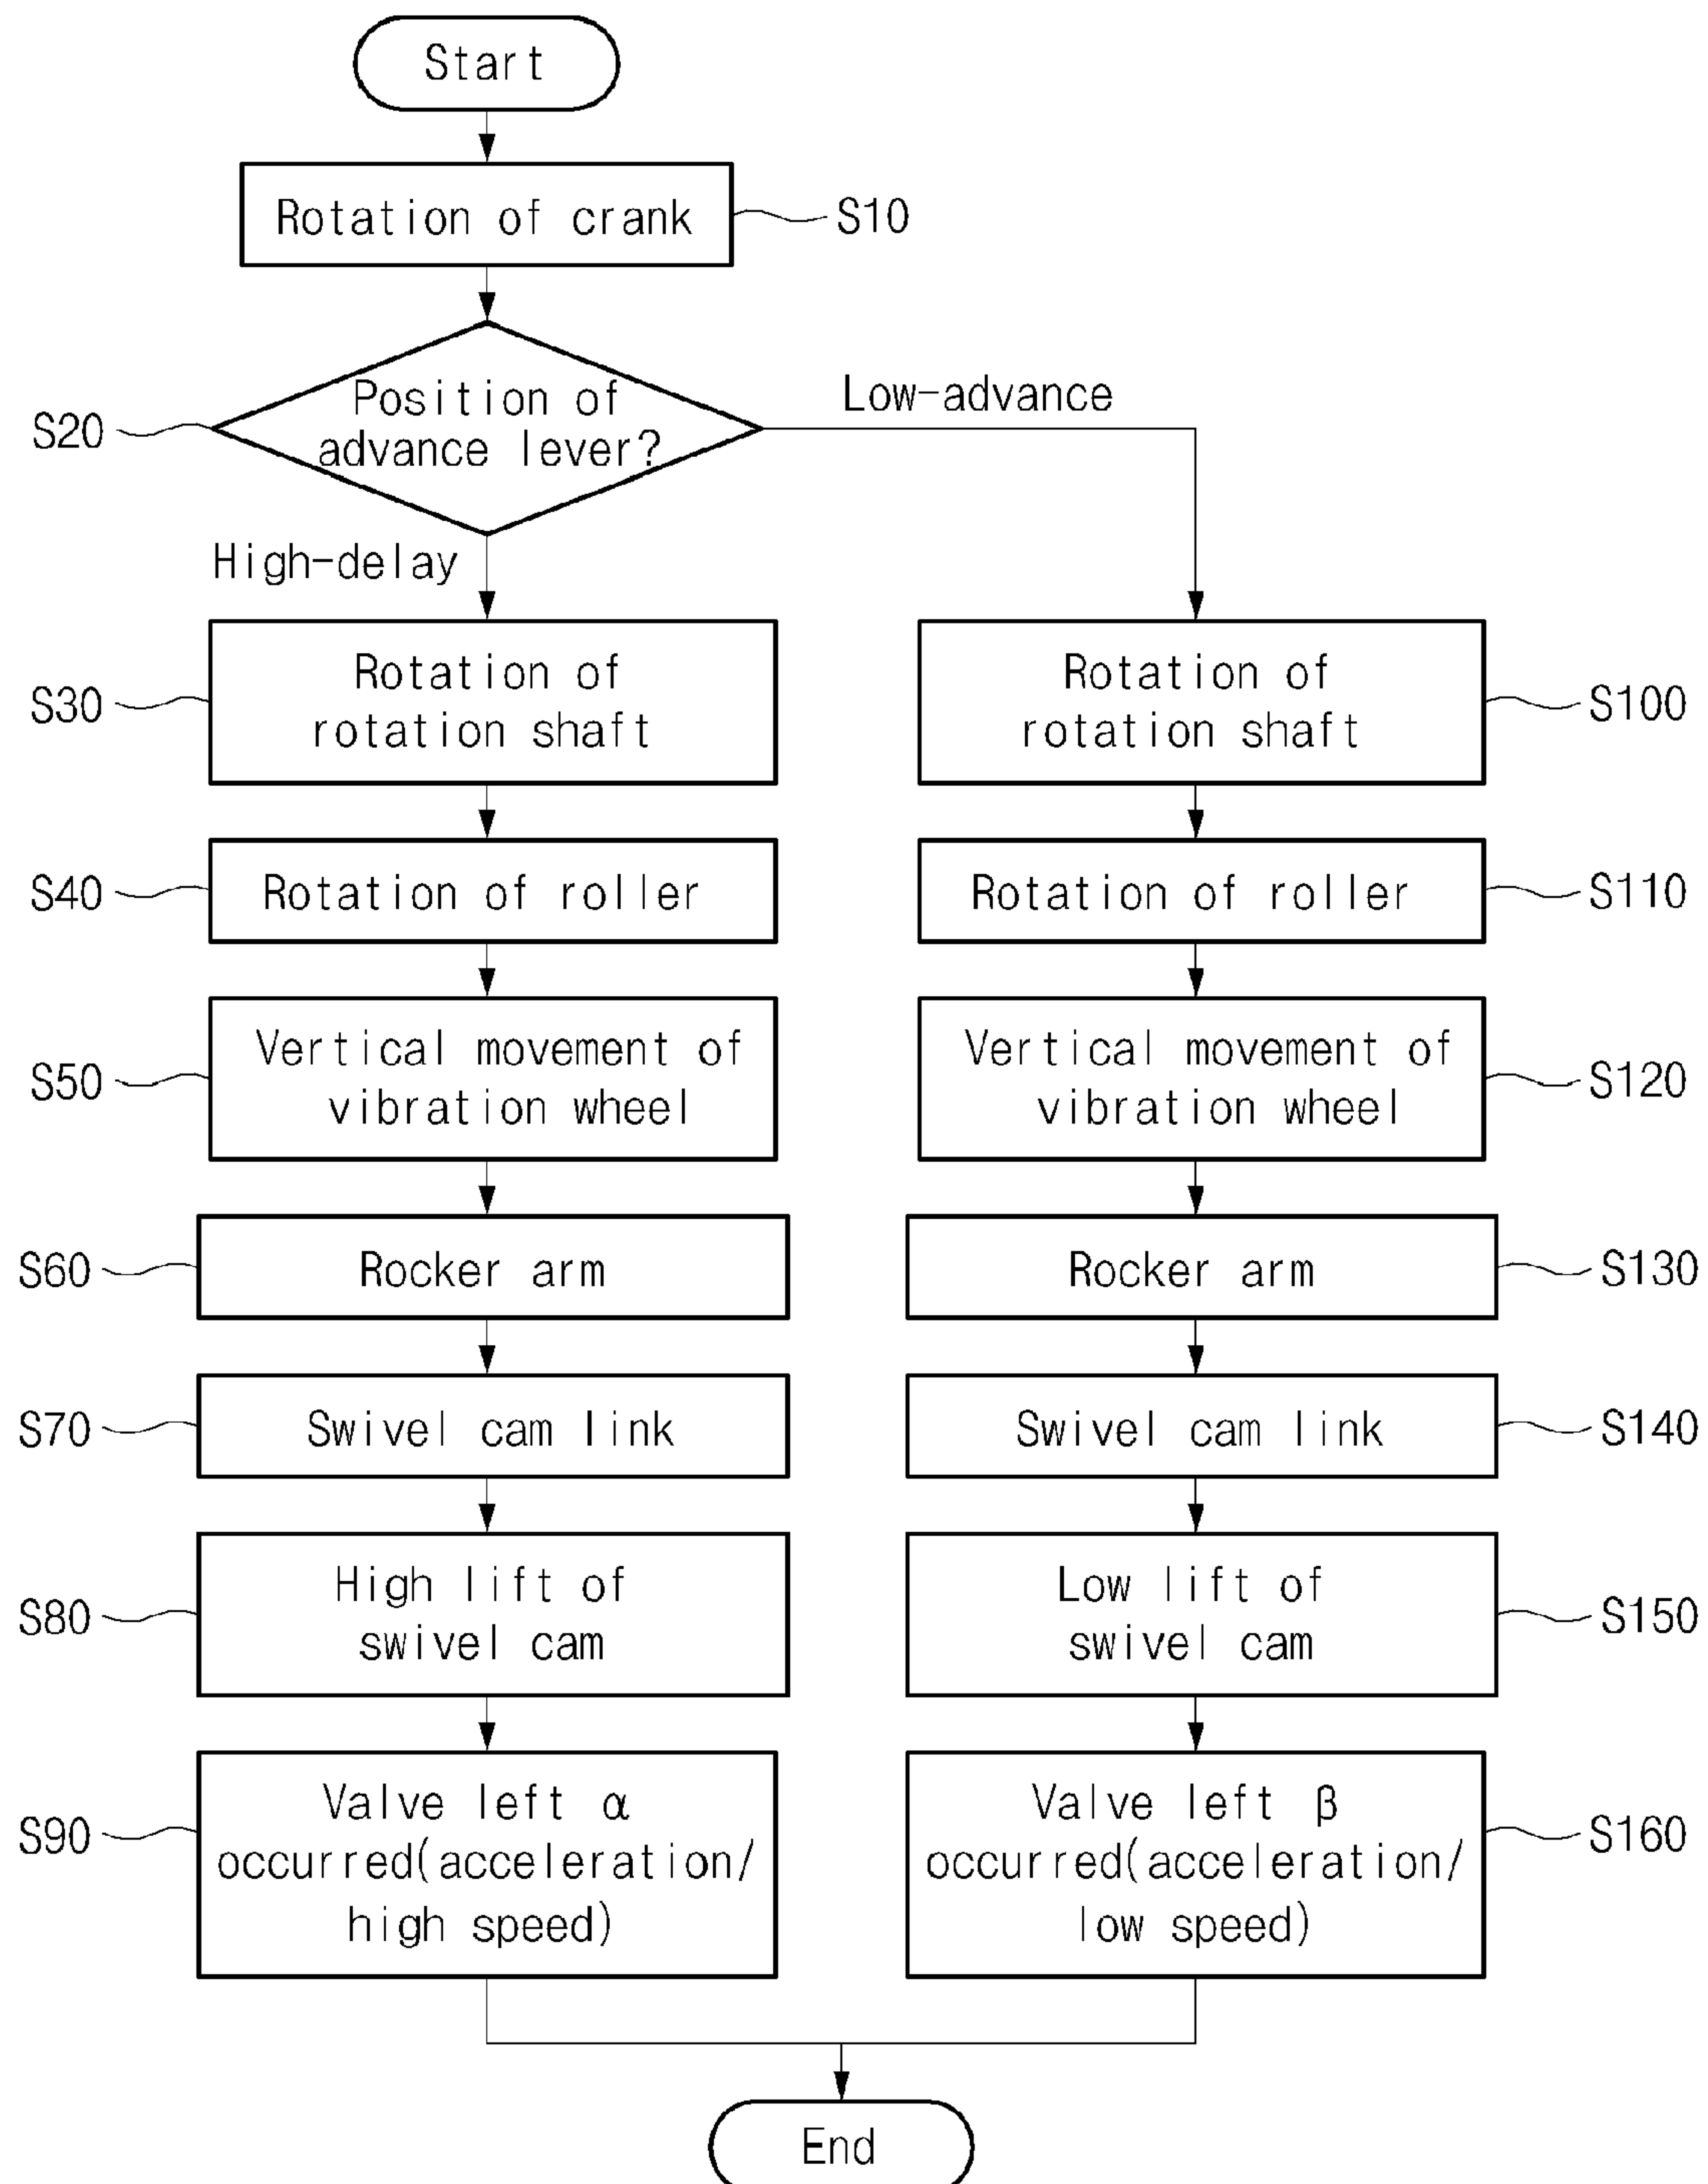 Start
Rotation of crank
S10
Position of
advance lever?
S20
Low-advance
High-delay
Rotation of
rotation shaft
S30
Rotation of roller
S40
Vertical movement of
vibration wheel
S50
Rocker arm
S60
Swivel cam link
S70
High lift of
swivel cam
S80
Valve left α
occurred(acceleration/
high speed)
S90
Rotation of
rotation shaft
S100
Rotation of roller
S110
Vertical movement of
vibration wheel
S120
Rocker arm
S130
Swivel cam link
S140
Low lift of
swivel cam
S150
Valve left β
occurred(acceleration/
low speed)
S160
End